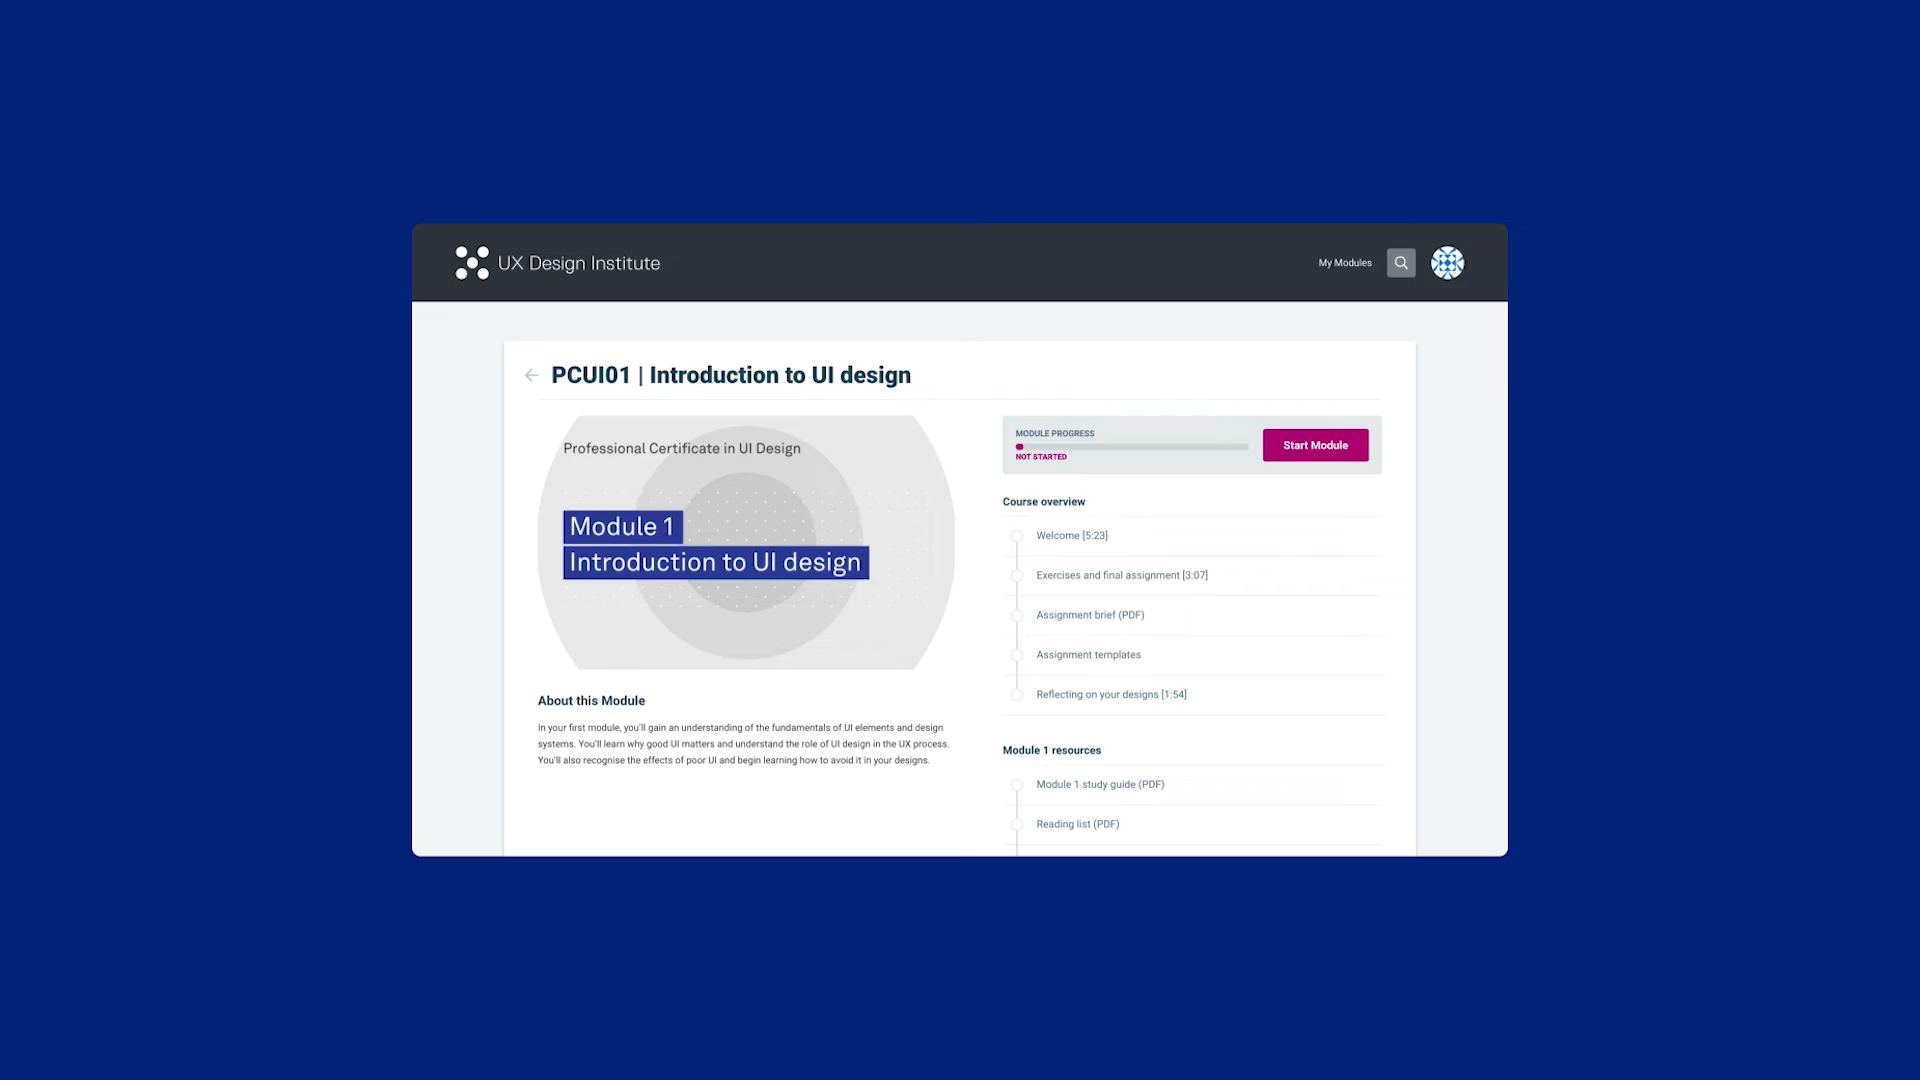 UX Design Institute
My Modules
PCUI01 | Introduction to UI design
Professional Certificate in UI Design
Module 1
Introduction to UI design
About this Module
In your first module, you'll gain an understanding of the fundamentals of UI elements and design
systems. You'll learn why good UI matters and understand the role of UI design in the UX process.
You'll also recognise the effects of poor UI and begin learning how to avoid it in your designs.
MODULE PROGRESS
NOT STARTED
Start Module
Course overview
Welcome [5:23]
Exercises and final assignment [3:07]
Assignment brief (PDF)
Assignment templates
Reflecting on your designs [1:54]
Module 1 resources
Module 1 study guide (PDF)
Reading list (PDF)